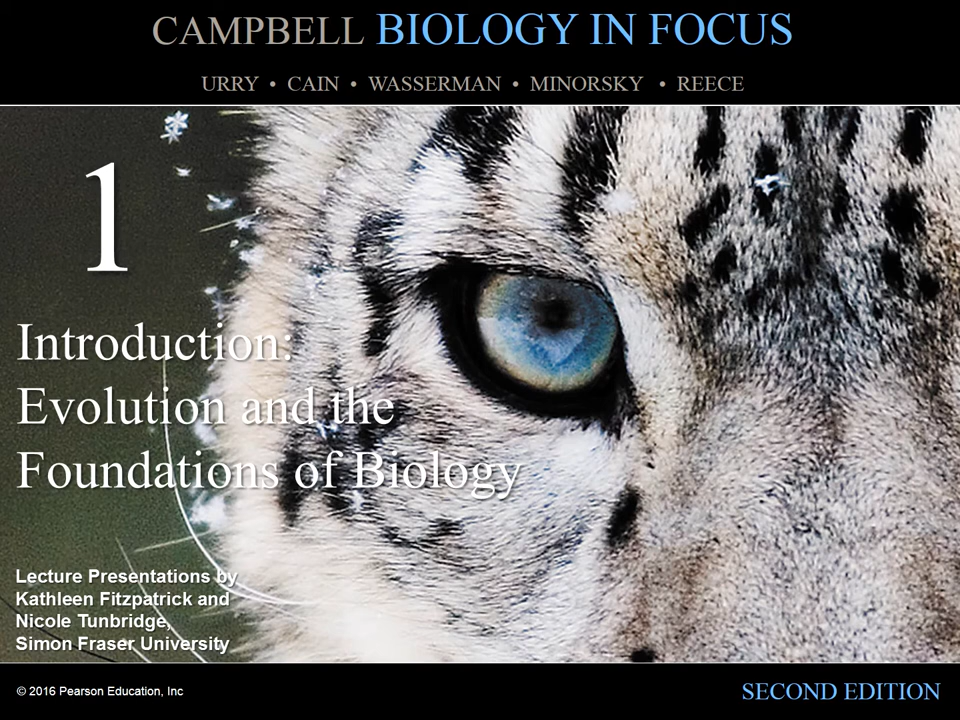 CAMPBELL BIOLOGY IN FOCUS
URRY • CAIN • WASSERMAN • MINORSKY • REECE
1
Introduction:
Evolution and the
Foundations of Biology
Lecture Presentations by
Kathleen Fitzpatrick and
Nicole Tunbridge,
Simon Fraser University
© 2016 Pearson Education, Inc
SECOND EDITION